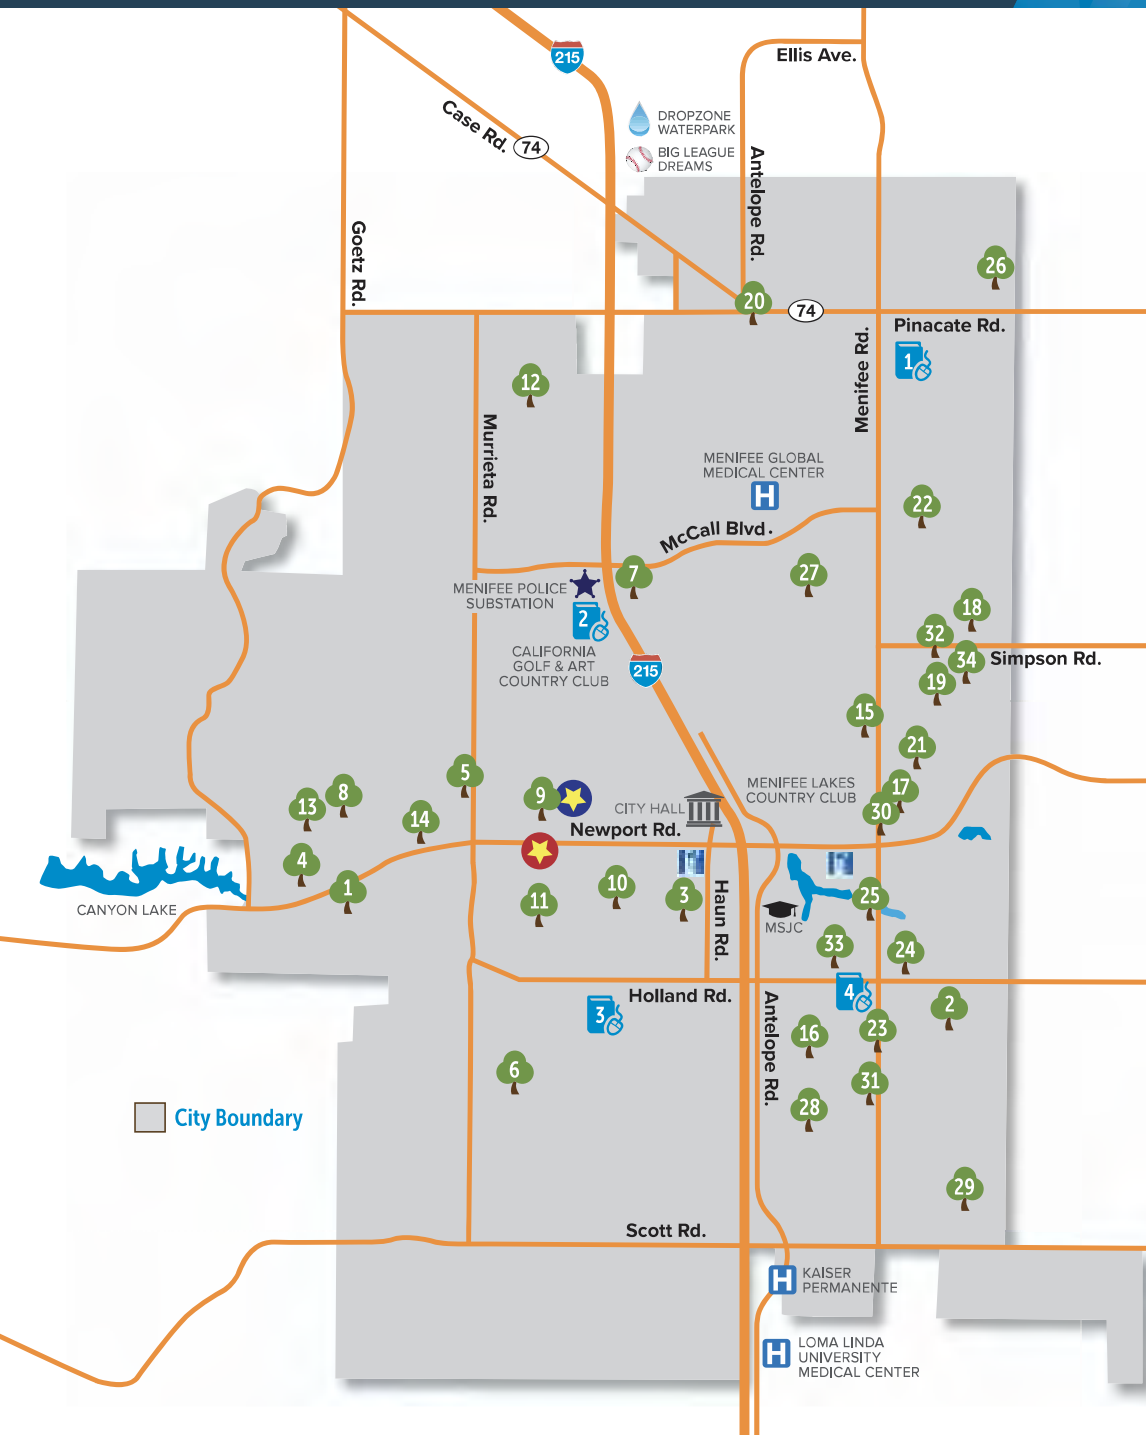 215
Ellis Ave.
Case Rd.
74
DROPZONE
WATERPARK
BIG LEAGUE
DREAMS
Antelope Rd.
Goetz Rd.
26
20
74
Pinacate Rd.
1
Menifee Rd.
12
Murrieta Rd.
MENIFEE GLOBAL
MEDICAL CENTER
H
22
McCall Blvd.
7
27
MENIFEE POLICE
SUBSTATION
2
18
32
CALIFORNIA
GOLF & ART
COUNTRY CLUB
215
34
Simpson Rd.
19
15
21
5
8
13
14
9
MENIFEE LAKES
COUNTRY CLUB
17
30
CITY HALL
Newport Rd.
4
1
CANYON LAKE
10
11
3
Haun Rd.
25
MSJC
33
24
Holland Rd.
4
3
Antelope Rd.
2
16
23
6
31
28
City Boundary
29
Scott Rd.
H
KAISER
PERMANENTE
H
LOMA LINDA
UNIVERSITY
MEDICAL CENTER